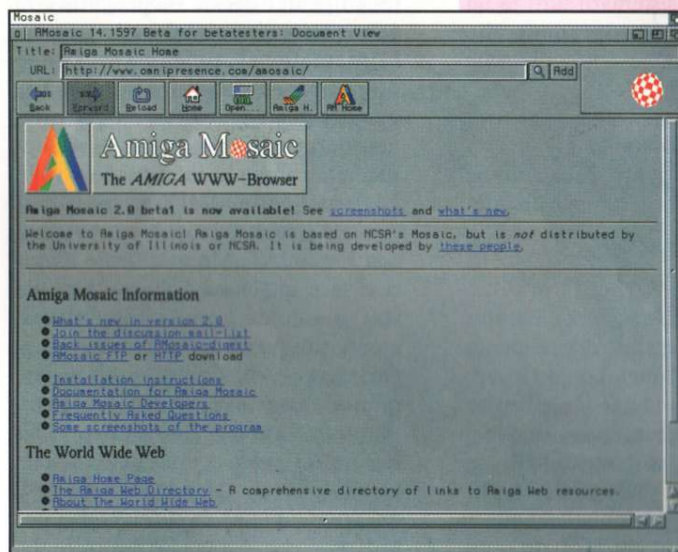 Mosaic
AMosaic 14.1597 Beta for betatesters: Document View
Title: Amiga Mosaic Home
URL: http://www.omnipresence.com/amosaic/ Add
Back Forward Reload Home Open... Amiga H. AM Home
Amiga Mosaic
The AMIGA WWW-Browser
Amiga Mosaic 2.0 beta1 is now available! See screenshots and what's new.
Welcome to Amiga Mosaic! Amiga Mosaic is based on NCSA's Mosaic, but is not distributed by
the University of Illinois or NCSA. It is being developed by these people.
Amiga Mosaic Information
What's new in version 2.0
Join the discussion mail-list
Back issues of AMosaic-digest
AMosaic FTP or HTTP download
Installation instructions
Documentation for Amiga Mosaic
Amiga Mosaic Developers
Frequently Asked Questions
Some screenshots of the program
The World Wide Web
Amiga Home Page
The Amiga Web Directory - A comprehensive directory of links to Amiga Web resources.
About The World Wide Web